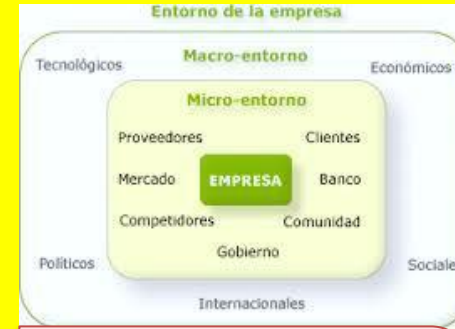 Entorno de la empresa
Macro-entorno
Tecnológicos
Económicos
Micro-entorno
Proveedores
Clientes
Mercado
EMPRESA
Banco
Competidores
Comunidad
Gobierno
Políticos
Sociale
Internacionales